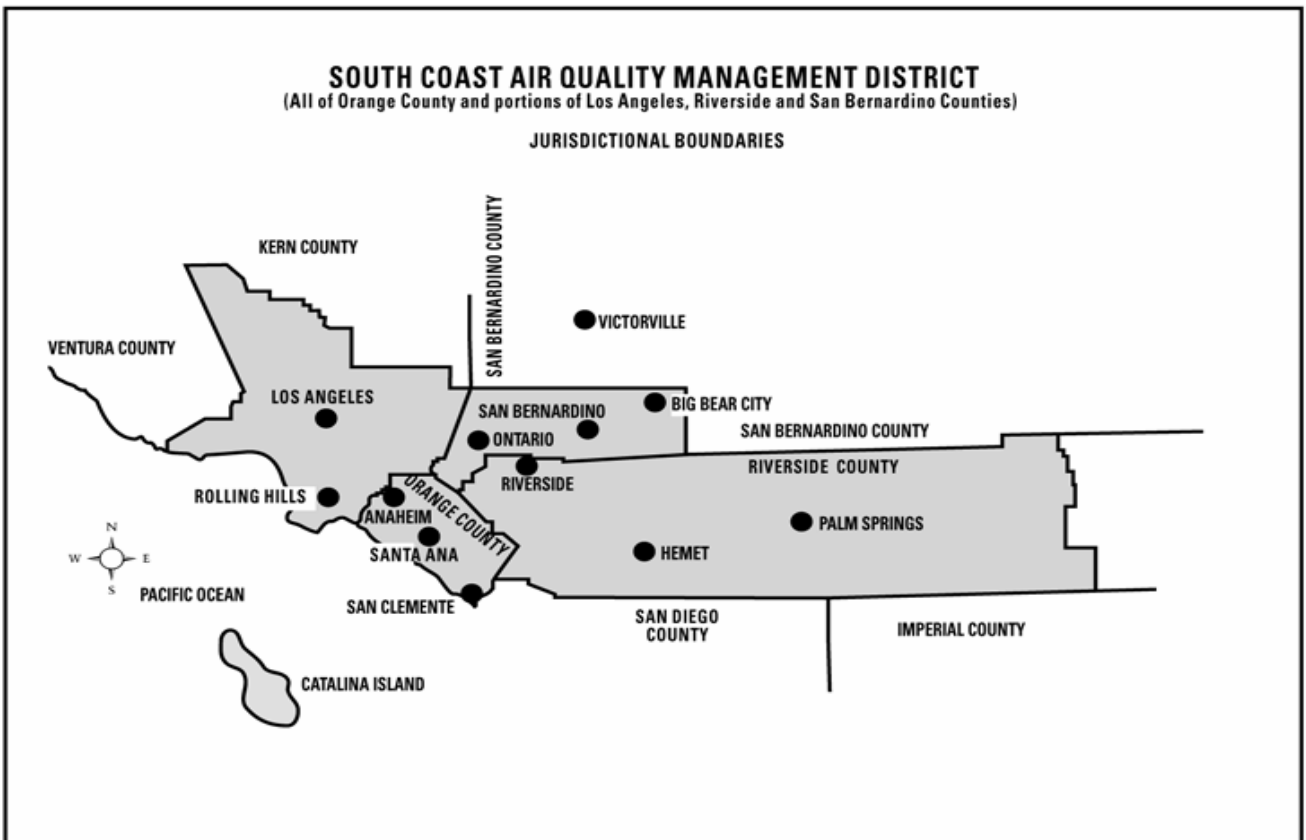 SOUTH COAST AIR QUALITY MANAGEMENT DISTRICT
(All of Orange County and portions of Los Angeles, Riverside and San Bernardino Counties)
JURISDICTIONAL BOUNDARIES
SAN BERNARDINO COUNTY
KERN COUNTY
VICTORVILLE
VENTURA COUNTY
LOS ANGELES
SAN BERNARDINO
BIG BEAR CITY
ONTARIO
SAN BERNARDINO COUNTY
RIVERSIDE COUNTY
RIVERSIDE
ROLLING HILLS
ORANGE COUNTY
ANAHEIM
PALM SPRINGS
SANTA ANA
HEMET
N
W
E
S
PACIFIC OCEAN
SAN CLEMENTE
SAN DIEGO
COUNTY
IMPERIAL COUNTY
CATALINA ISLAND